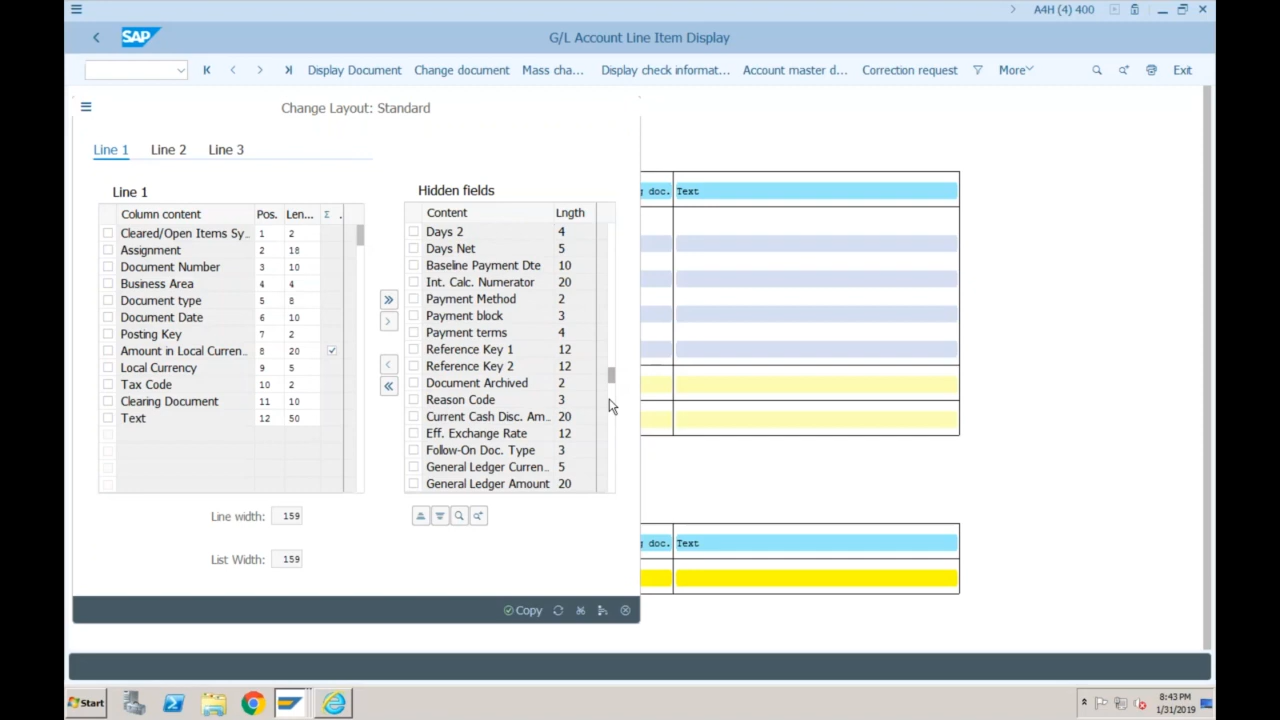 A4H (4) 400
SAP
G/L Account Line Item Display
Display Document Change document Mass cha... Display check informat... Account master d... Correction request More Exit
Change Layout: Standard
Line 1 Line 2 Line 3
Line 1
Column content Pos. Len... Σ .
Cleared/Open Items Sy... 1 2
Assignment 2 18
Document Number 3 10
Business Area 4 4
Document type 5 8
Document Date 6 10
Posting Key 7 2
Amount in Local Curren... 8 20
Local Currency 9 5
Tax Code 10 2
Clearing Document 11 10
Text 12 50
Line width: 159
List Width: 159
Hidden fields
Content Lngth
Days 2 4
Days Net 5
Baseline Payment Dte 10
Int. Calc. Numerator 20
Payment Method 2
Payment block 3
Payment terms 4
Reference Key 1 12
Reference Key 2 12
Document Archived 2
Reason Code 3
Current Cash Disc. Am... 20
Eff. Exchange Rate 12
Follow-On Doc. Type 3
General Ledger Curren... 5
General Ledger Amount 20
Copy
doc. Text
doc. Text
Start
8:43 PM
1/31/2019